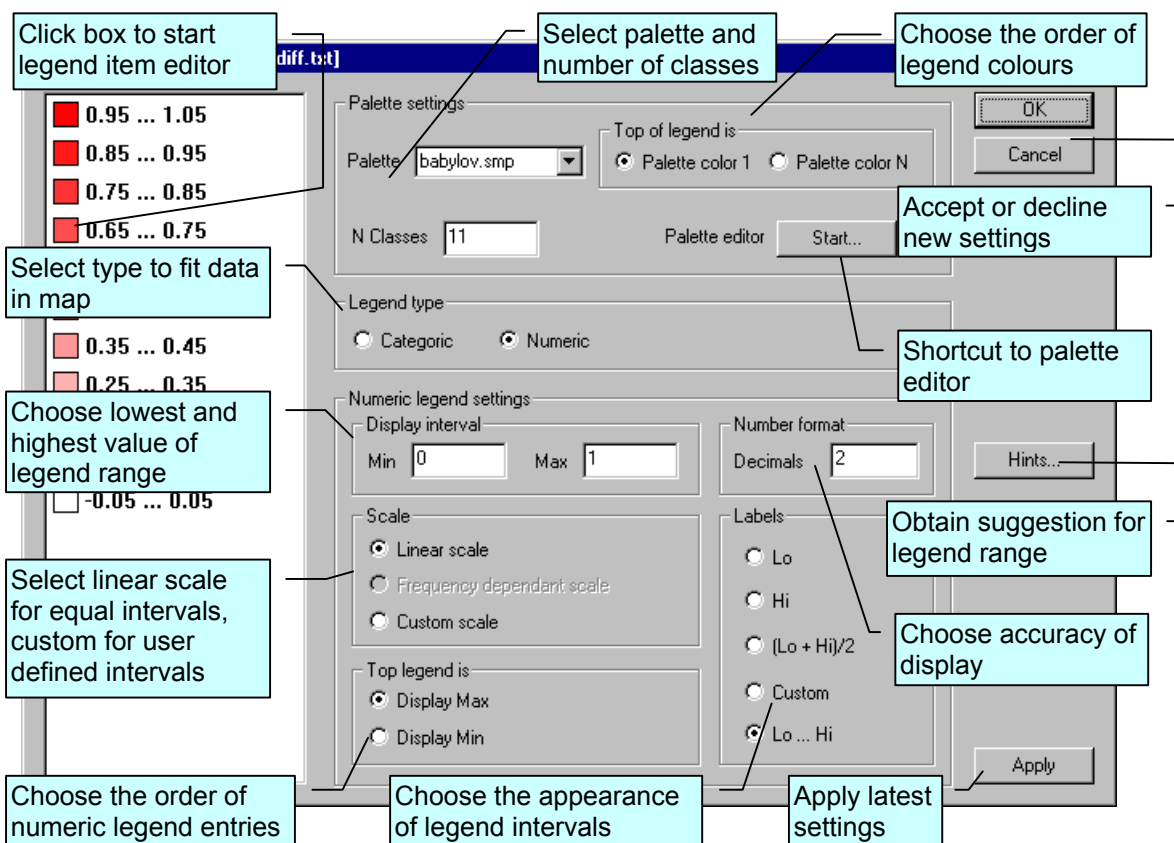 Click box to start
legend item editor
Select palette and
number of classes
Choose the order of
legend colours
diff.txt]
0.95 ... 1.05
0.85 ... 0.95
0.75 ... 0.85
0.65 ... 0.75
Select type to fit data
in map
0.35 ... 0.45
0.25 ... 0.35
Choose lowest and
highest value of
legend range
-0.05 ... 0.05
Select linear scale
for equal intervals,
custom for user
defined intervals
Choose the order of
numeric legend entries
Palette settings
Palette babylov.smp
Top of legend is
Palette color 1 Palette color N
N Classes 11
Palette editor Start...
Legend type
Categoric Numeric
Numeric legend settings
Display interval
Min 0 Max 1
Number format
Decimals 2
Scale
Linear scale
Frequency dependant scale
Custom scale
Top legend is
Display Max
Display Min
Labels
Lo
Hi
(Lo + Hi)/2
Custom
Lo ... Hi
OK
Cancel
Accept or decline
new settings
Shortcut to palette
editor
Hints...
Obtain suggestion for
legend range
Choose accuracy of
display
Apply
Choose the appearance
of legend intervals
Apply latest
settings